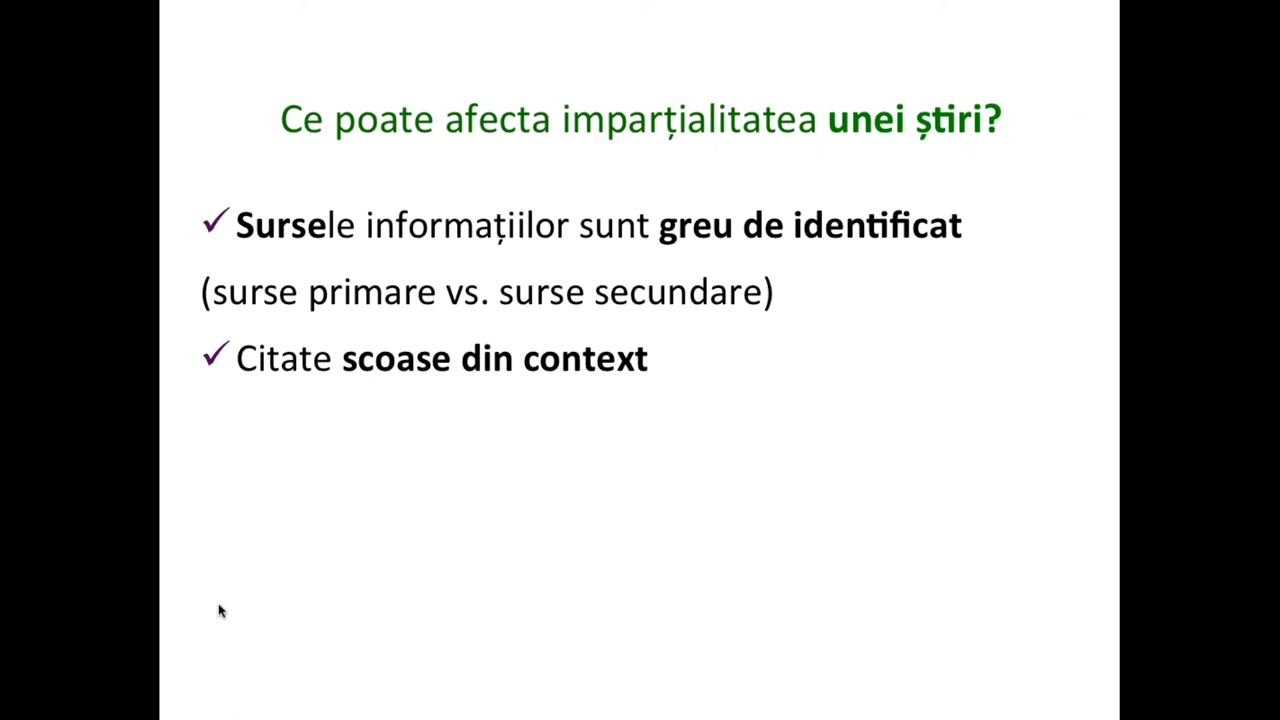 Ce poate afecta imparțialitatea unei știri?
✓ Sursele informațiilor sunt greu de identificat
(surse primare vs. surse secundare)
✓ Citate scoase din context